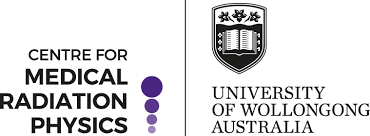 CENTRE FOR
MEDICAL
RADIATION
PHYSICS
UNIVERSITY
OF WOLLONGONG
AUSTRALIA